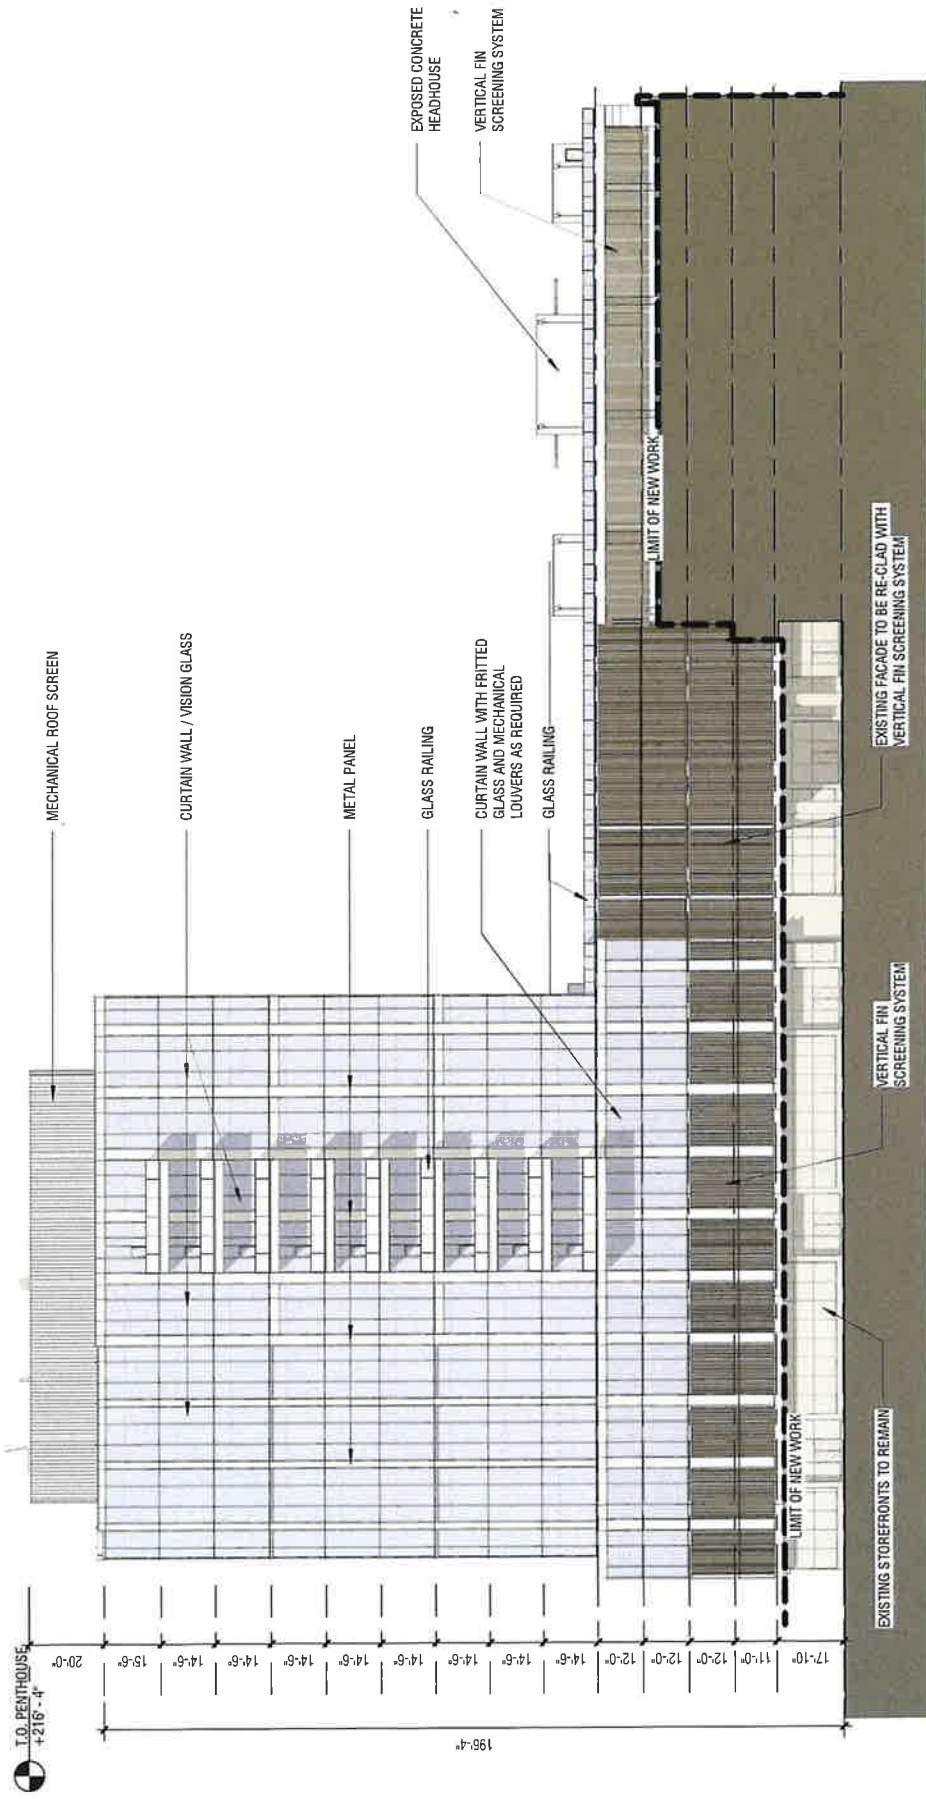 T.O. PENTHOUSE
+216' - 4"
MECHANICAL ROOF SCREEN
CURTAIN WALL / VISION GLASS
METAL PANEL
GLASS RAILING
CURTAIN WALL WITH FRITTED
GLASS AND MECHANICAL
LOUVERS AS REQUIRED
GLASS RAILING
EXPOSED CONCRETE
HEADHOUSE
VERTICAL FIN
SCREENING SYSTEM
20'-0"
15'-6"
14'-6"
14'-6"
14'-6"
14'-6"
14'-6"
14'-6"
14'-6"
14'-6"
12'-0"
12'-0"
12'-0"
11'-0"
17'-10"
196'-4"
LIMIT OF NEW WORK
LIMIT OF NEW WORK
EXISTING STOREFRONTS TO REMAIN
VERTICAL FIN
SCREENING SYSTEM
EXISTING FACADE TO BE RE-CLAD WITH
VERTICAL FIN SCREENING SYSTEM